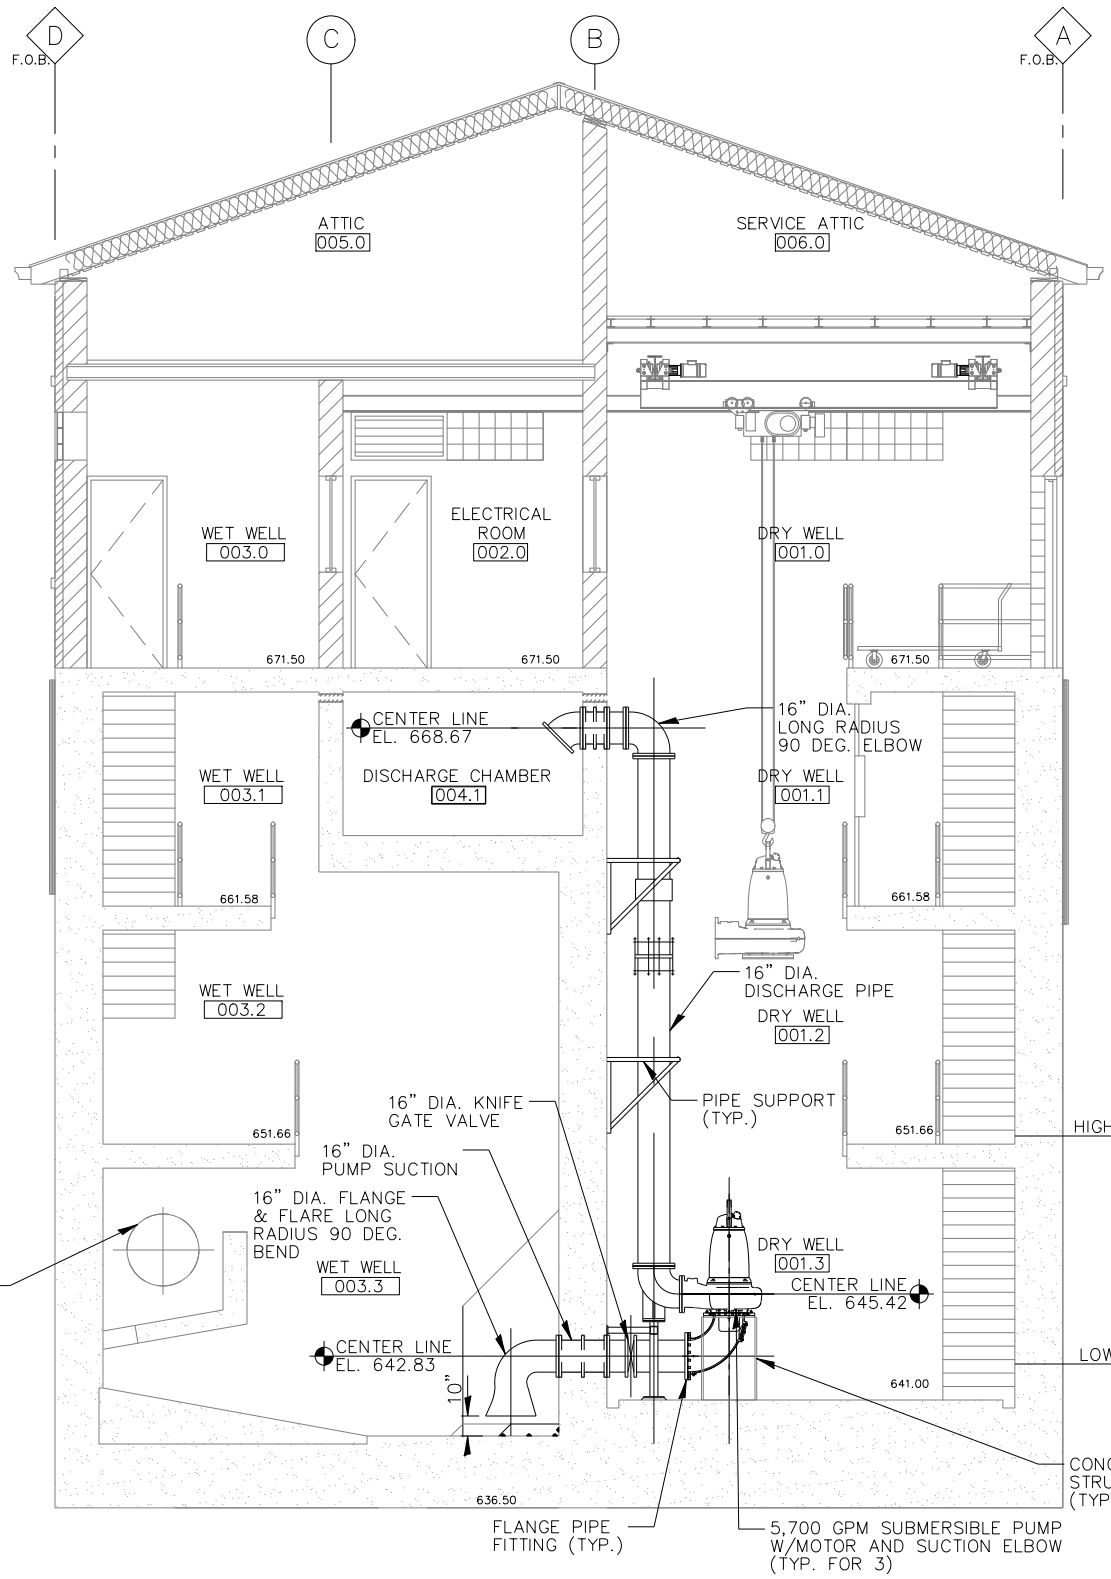 D
C
B
A
F.O.B.
F.O.B.
ATTIC
005.0
SERVICE ATTIC
006.0
WET WELL
003.0
ELECTRICAL
ROOM
002.0
DRY WELL
001.0
671.50
671.50
671.50
CENTER LINE
EL. 668.67
16" DIA.
LONG RADIUS
90 DEG. ELBOW
WET WELL
003.1
DISCHARGE CHAMBER
004.1
DRY WELL
001.1
661.58
661.58
16" DIA.
DISCHARGE PIPE
WET WELL
003.2
DRY WELL
001.2
16" DIA. KNIFE
GATE VALVE
PIPE SUPPORT
(TYP.)
651.66
651.66
HIGH
16" DIA.
PUMP SUCTION
16" DIA. FLANGE
& FLARE LONG
RADIUS 90 DEG.
BEND
WET WELL
003.3
DRY WELL
001.3
CENTER LINE
EL. 645.42
CENTER LINE
EL. 642.83
LOW
10"
641.00
CONC
STRU
(TYP
636.50
FLANGE PIPE
FITTING (TYP.)
5,700 GPM SUBMERSIBLE PUMP
W/MOTOR AND SUCTION ELBOW
(TYP. FOR 3)